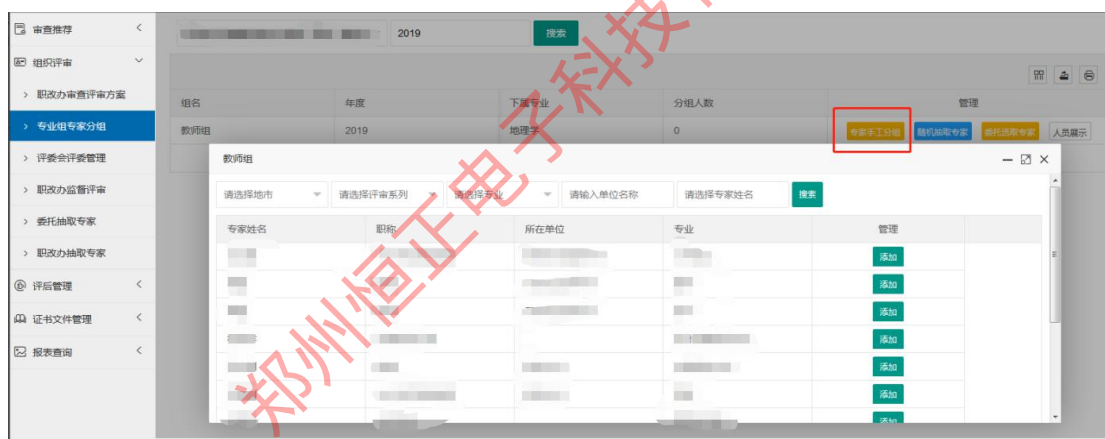 审查推荐
组织评审
职改办审查评审方案
专业组专家分组
评委会评委管理
职改办监督评审
委托抽取专家
职改办抽取专家
评后管理
证书文件管理
报表查询
2019 搜索
组名 年度 下属专业 分组人数 管理
教师组 2019 地理学 0 专家手工分组 随机抽取专家 委托选取专家 人员展示
教师组
请选择地市 请选择评审系列 请选择专业 请输入单位名称 请选择专家姓名 搜索
专家姓名 职称 所在单位 专业 管理
添加
添加
添加
添加
添加
添加
添加
郑州恒正电子科技